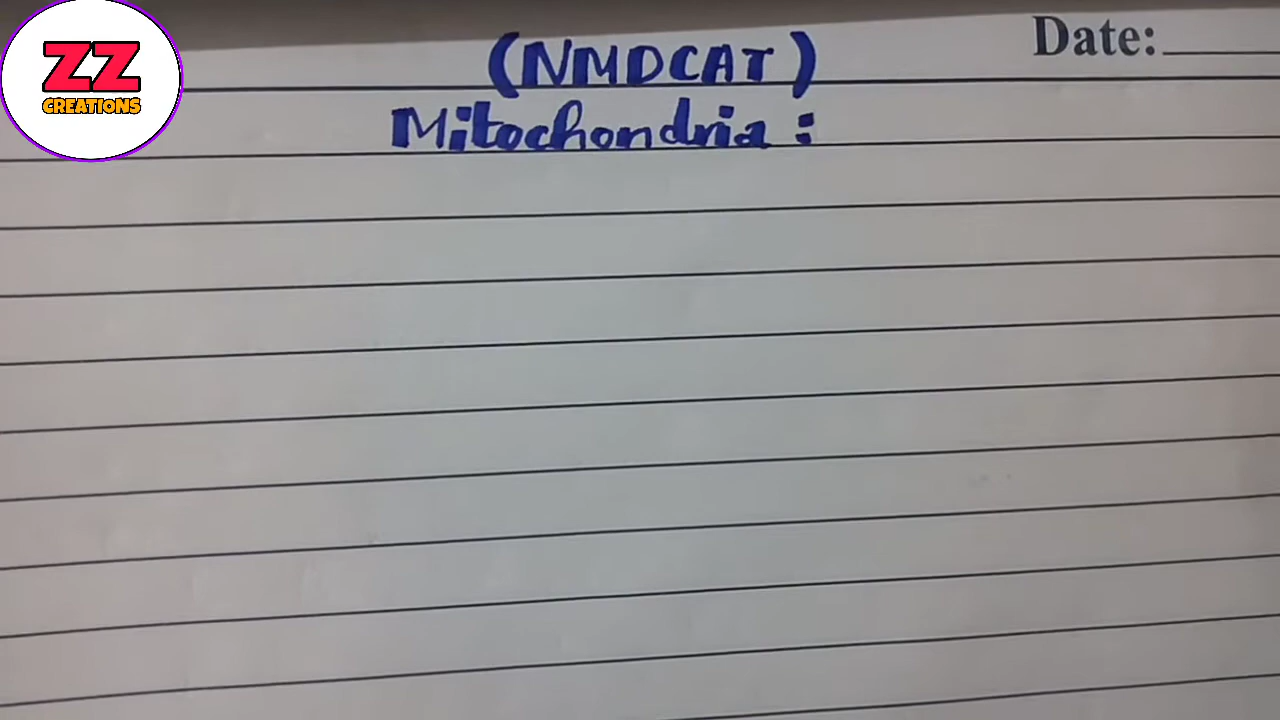 ZZ
CREATIONS
Date:
(NMDCAT)
Mitochondria :